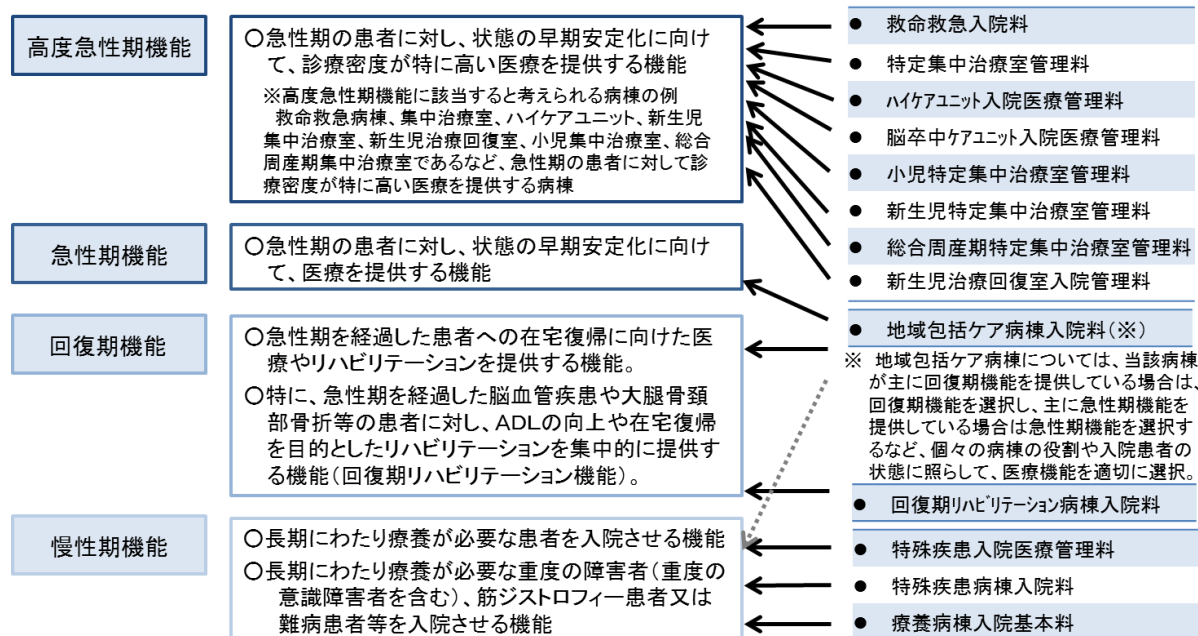 高度急性期機能
○急性期の患者に対し、状態の早期安定化に向け
て、診療密度が特に高い医療を提供する機能
※高度急性期機能に該当すると考えられる病棟の例
救命救急病棟、集中治療室、ハイケアユニット、新生児
集中治療室、新生児治療回復室、小児集中治療室、総合
周産期集中治療室であるなど、急性期の患者に対して診
療密度が特に高い医療を提供する病棟
急性期機能
○急性期の患者に対し、状態の早期安定化に向け
て、医療を提供する機能
回復期機能
○急性期を経過した患者への在宅復帰に向けた医
療やリハビリテーションを提供する機能。
○特に、急性期を経過した脳血管疾患や大腿骨頚
部骨折等の患者に対し、ADLの向上や在宅復帰
を目的としたリハビリテーションを集中的に提供す
る機能(回復期リハビリテーション機能)。
慢性期機能
○長期にわたり療養が必要な患者を入院させる機能
○長期にわたり療養が必要な重度の障害者(重度の
意識障害者を含む)、筋ジストロフィー患者又は
難病患者等を入院させる機能
● 救命救急入院料
● 特定集中治療室管理料
● ハイケアユニット入院医療管理料
● 脳卒中ケアユニット入院医療管理料
● 小児特定集中治療室管理料
● 新生児特定集中治療室管理料
● 総合周産期特定集中治療室管理料
● 新生児治療回復室入院管理料
● 地域包括ケア病棟入院料(※)
※ 地域包括ケア病棟については、当該病棟
が主に回復期機能を提供している場合は、
回復期機能を選択し、主に急性期機能を
提供している場合は急性期機能を選択す
るなど、個々の病棟の役割や入院患者の
状態に照らして、医療機能を適切に選択。
● 回復期リハビリテーション病棟入院料
● 特殊疾患入院医療管理料
● 特殊疾患病棟入院料
● 療養病棟入院基本料